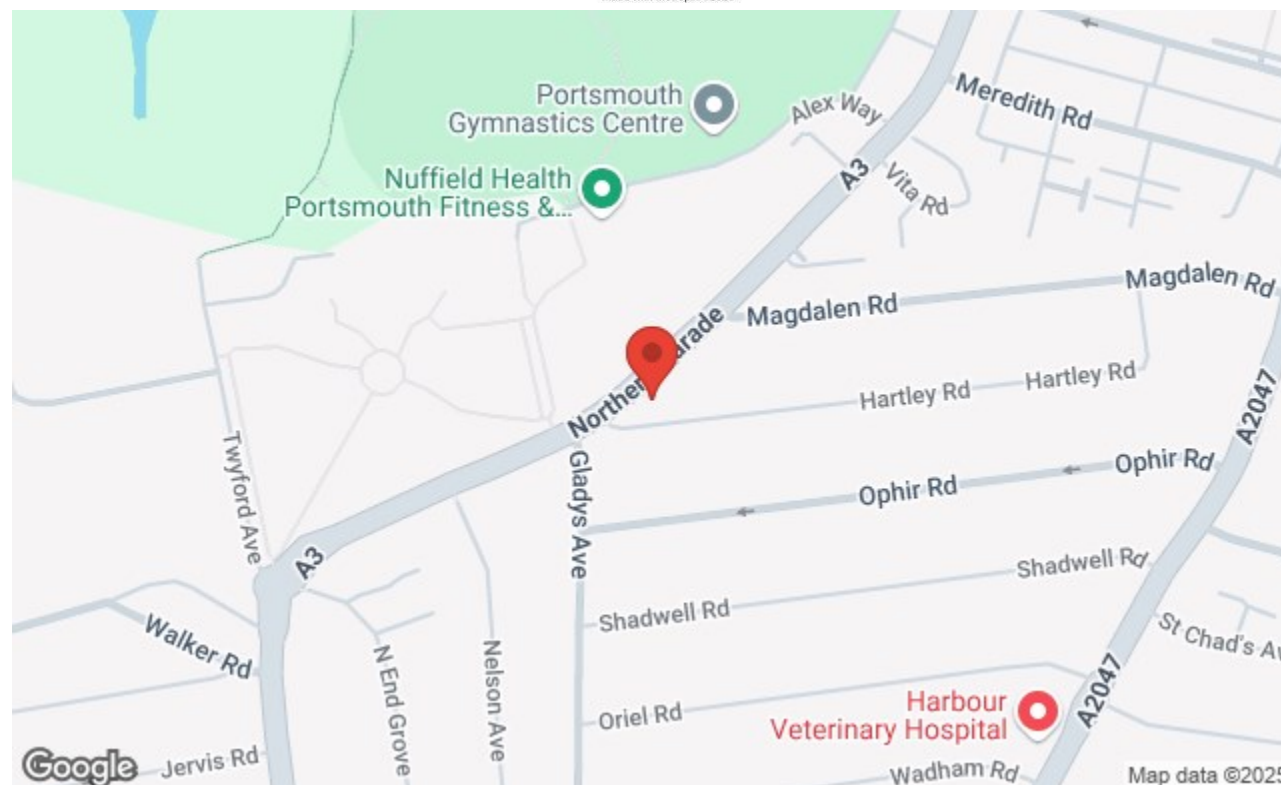 Portsmouth
Gymnastics Centre
Alex Way
Meredith Rd
Nuffield Health
Portsmouth Fitness &...
A3
Vita Rd
Magdalen Rd
Magdalen Rd
Hartley Rd
Hartley Rd
A2047
Twyford Ave
Gladys Ave
Ophir Rd
Ophir Rd
A3
Shadwell Rd
Shadwell Rd
Walker Rd
N End Grove
Nelson Ave
St Chad's Av
Oriel Rd
Harbour
Veterinary Hospital
A2047
Jervis Rd
Wadham Rd
Google
Map data ©2025